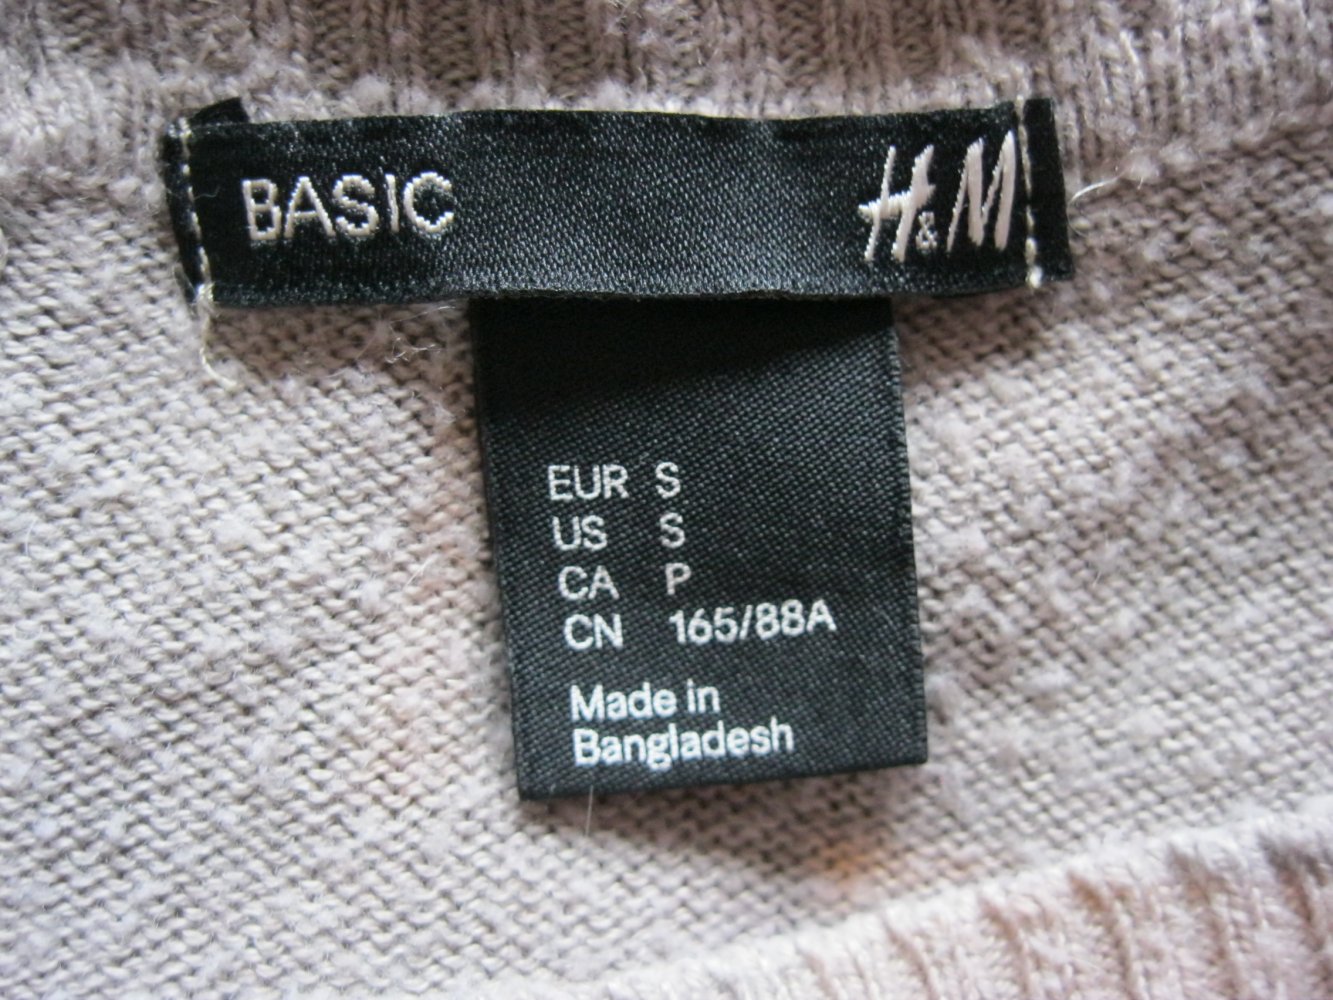 BASIC H&M
EUR S
US S
CA P
CN 165/88A
Made in
Bangladesh